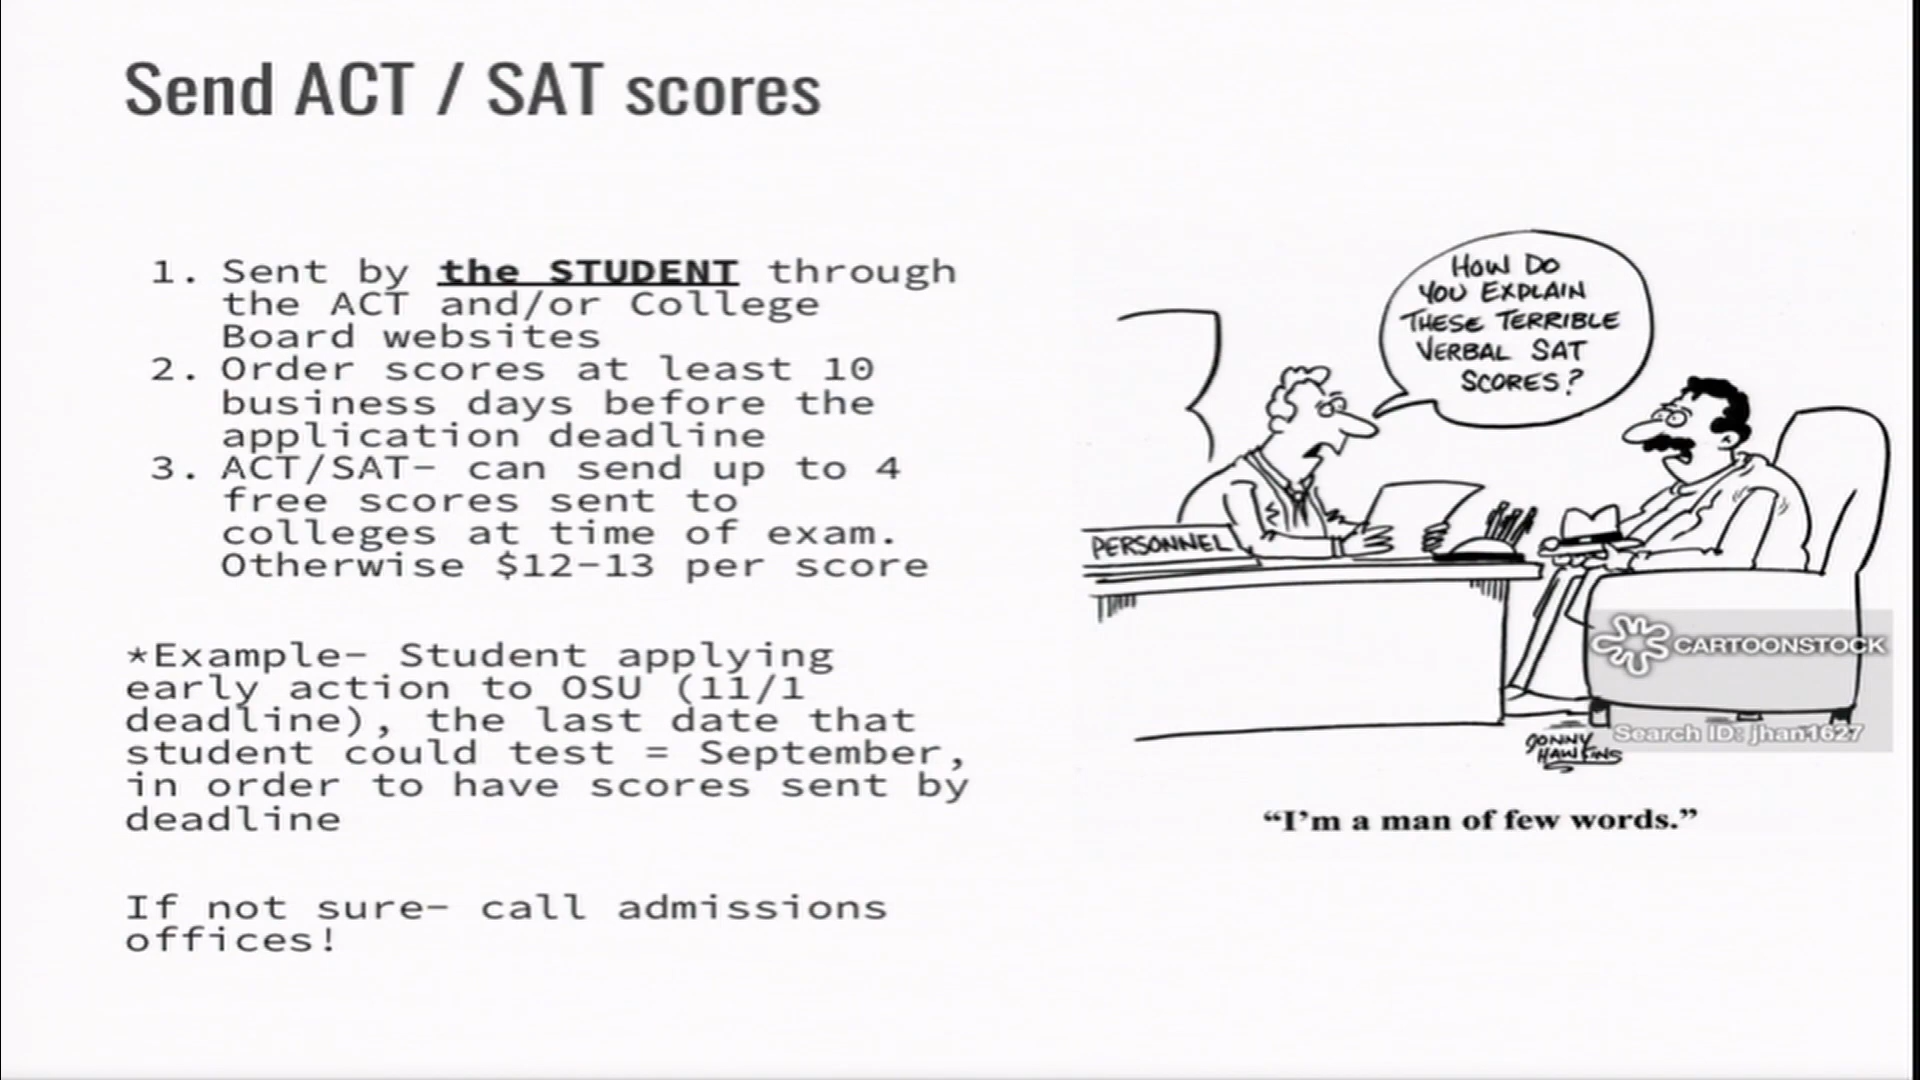 Send ACT / SAT scores
1. Sent by the STUDENT through
the ACT and/or College
Board websites
2. Order scores at least 10
business days before the
application deadline
3. ACT/SAT- can send up to 4
free scores sent to
colleges at time of exam.
Otherwise $12-13 per score
*Example- Student applying
early action to OSU (11/1
deadline), the last date that
student could test = September,
in order to have scores sent by
deadline
If not sure- call admissions
offices!
HOW DO
YOU EXPLAIN
THESE TERRIBLE
VERBAL SAT
SCORES?
PERSONNEL
CARTOONSTOCK
Search ID: jhan1627
JONNY
HAWKINS
“I’m a man of few words.”